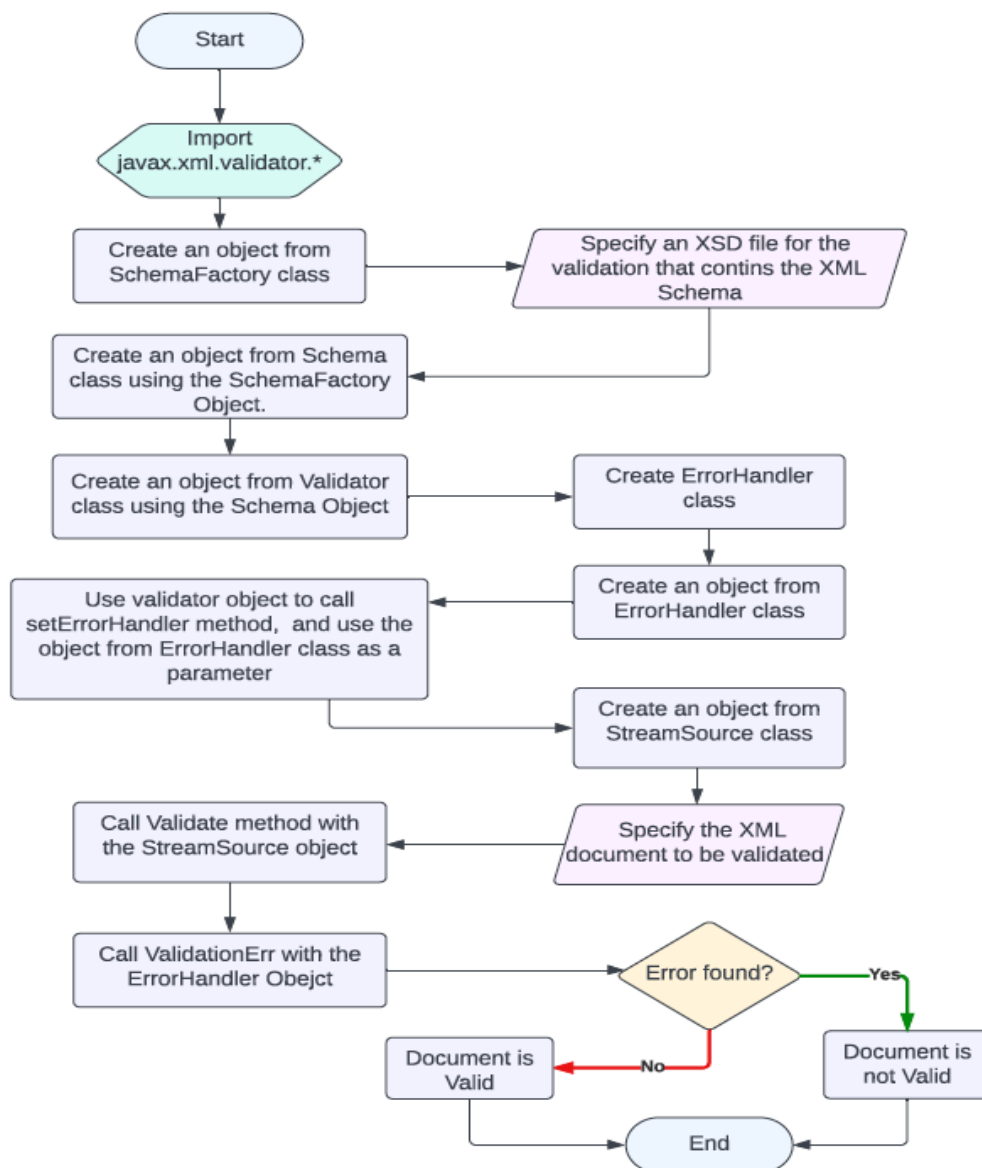 Start
Import
javax.xml.validator.*
Create an object from
SchemaFactory class
Specify an XSD file for the
validation that contins the XML
Schema
Create an object from Schema
class using the SchemaFactory
Object.
Create an object from Validator
class using the Schema Object
Create ErrorHandler
class
Create an object from
ErrorHandler class
Use validator object to call
setErrorHandler method, and use the
object from ErrorHandler class as a
parameter
Create an object from
StreamSource class
Specify the XML
document to be validated
Call Validate method with
the StreamSource object
Call ValidationErr with the
ErrorHandler Obejct
Error found?
Yes
No
Document is
Valid
Document is
not Valid
End